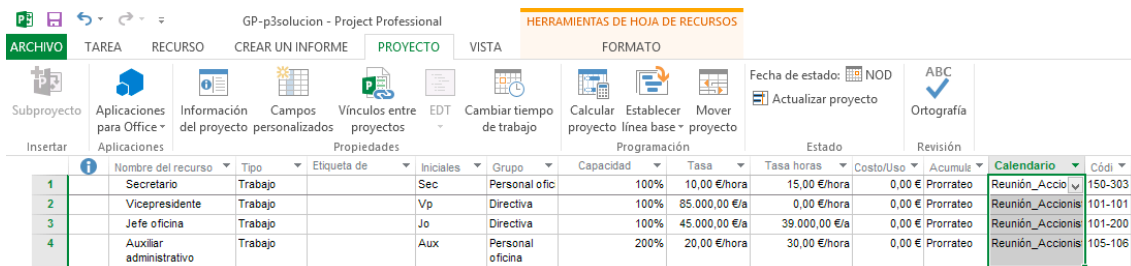 GP-p3solucion - Project Professional
HERRAMIENTAS DE HOJA DE RECURSOS
ARCHIVO TAREA RECURSO CREAR UN INFORME PROYECTO VISTA FORMATO
Subproyecto
Aplicaciones para Office
Información del proyecto
Campos personalizados
Vínculos entre proyectos
EDT
Cambiar tiempo de trabajo
Calcular proyecto
Establecer línea base
Mover proyecto
Fecha de estado: NOD
Actualizar proyecto
ABC
Ortografía
Insertar Aplicaciones Propiedades Programación Estado Revisión
Nombre del recurso Tipo Etiqueta de Iniciales Grupo Capacidad Tasa Tasa horas Costo/Uso Acumula Calendario Códi
1 Secretario Trabajo Sec Personal ofic 100% 10,00 €/hora 15,00 €/hora 0,00 € Prorrateo Reunión_Accio 150-303
2 Vicepresidente Trabajo Vp Directiva 100% 85.000,00 €/a 0,00 €/hora 0,00 € Prorrateo Reunión_Accionis 101-101
3 Jefe oficina Trabajo Jo Directiva 100% 45.000,00 €/a 39.000,00 €/a 0,00 € Prorrateo Reunión_Accionis 101-200
4 Auxiliar administrativo Trabajo Aux Personal oficina 200% 20,00 €/hora 30,00 €/hora 0,00 € Prorrateo Reunión_Accionis 105-106